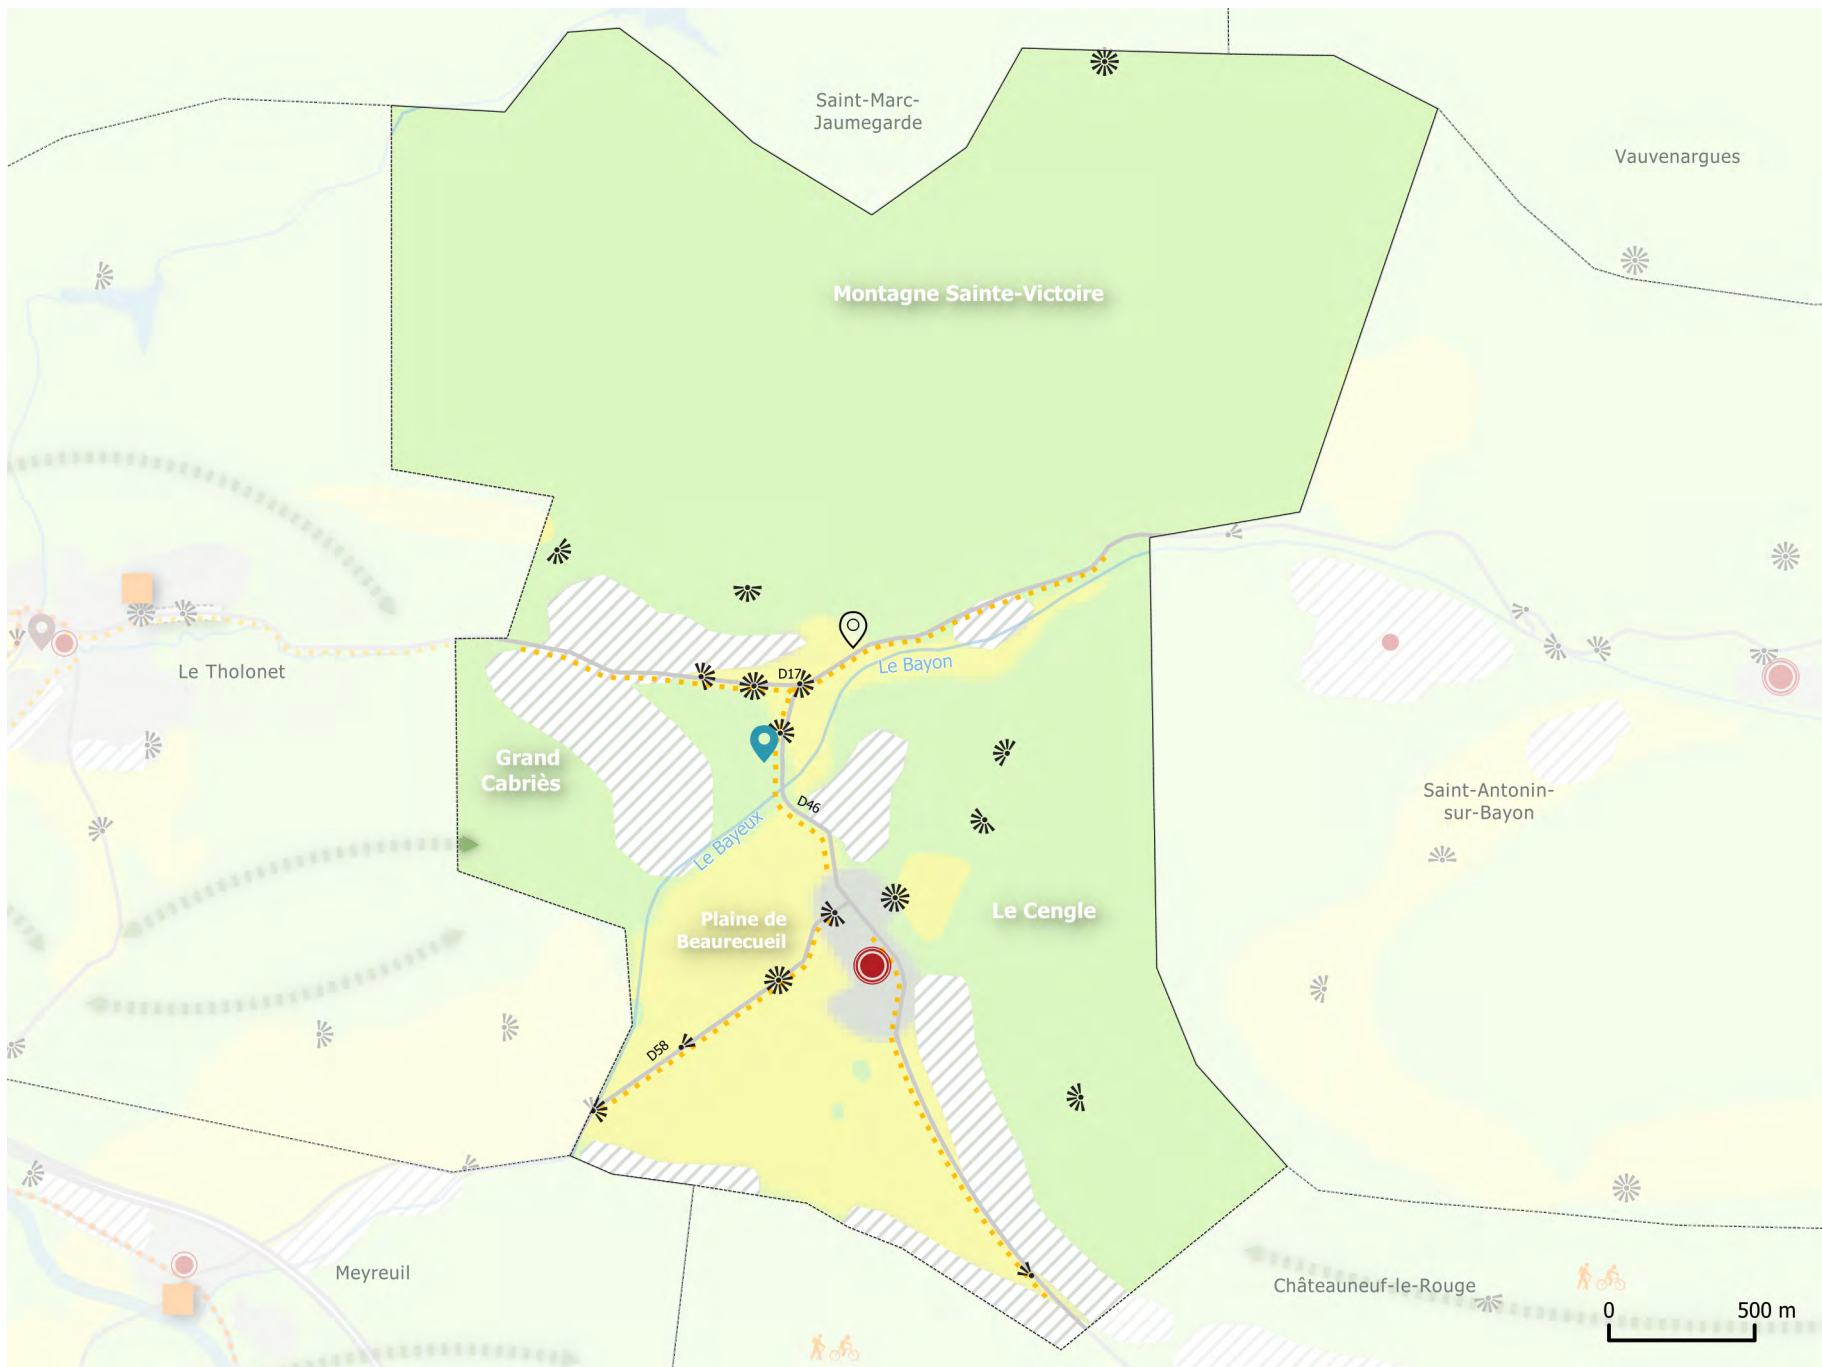 Saint-Marc-
Jaumegarde
Vauvenargues
Montagne Sainte-Victoire
Le Tholonet
D17
Le Bayon
Grand
Cabriès
D46
Le Bayeux
Saint-Antonin-
sur-Bayon
Plaine de
Beaurecueil
Le Cengle
D58
Meyreuil
Châteauneuf-le-Rouge
0 500 m